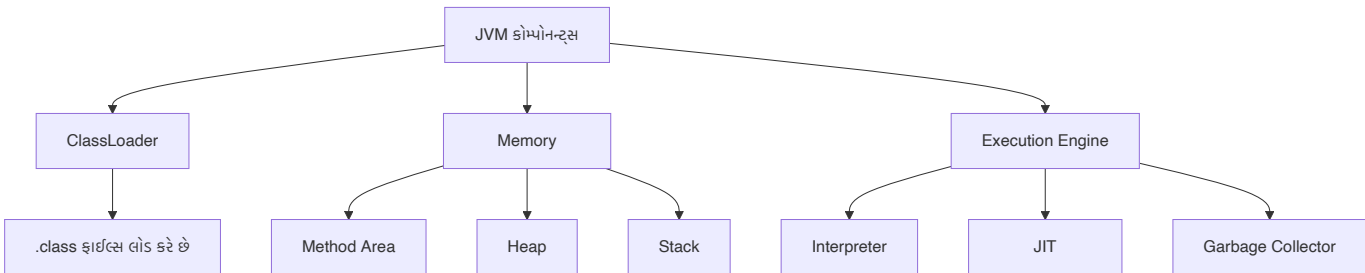 JVM કોમ્પોનન્ટ્સ
ClassLoader
Memory
Execution Engine
.class ફાઈલ્સ લોડ કરે છે
Method Area
Heap
Stack
Interpreter
JIT
Garbage Collector